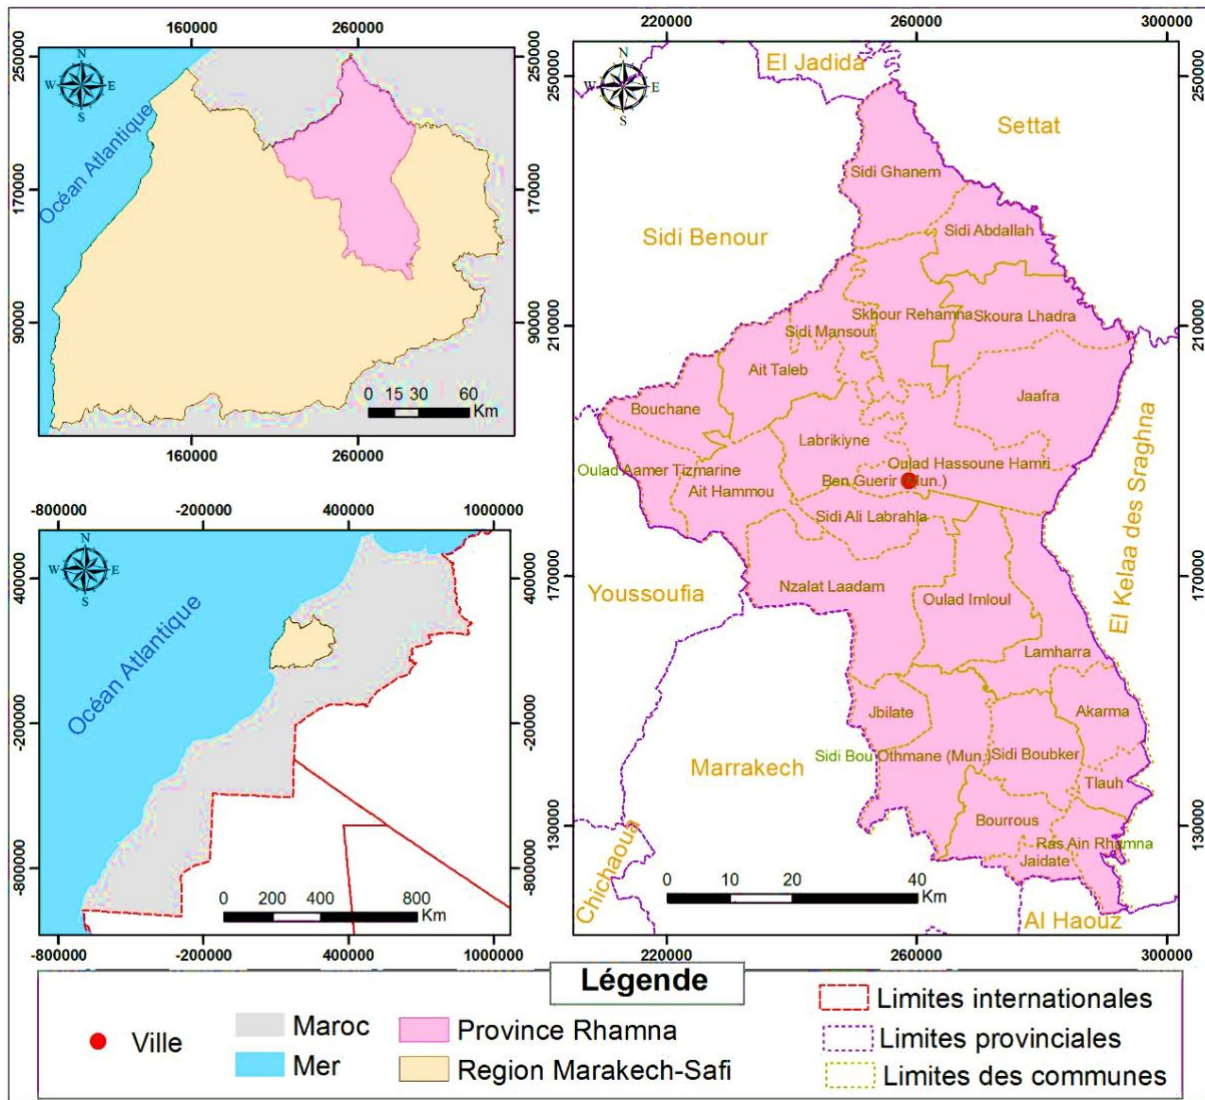 160000 260000
250000
170000
90000
N
W E
S
Océan Atlantique
0 15 30 60
Km
250000
170000
90000
160000 260000
-800000 -200000 400000 1000000
400000
-200000
-800000
N
W E
S
Océan Atlantique
0 200 400 800
Km
400000
-200000
-800000
-800000 -200000 400000 1000000
220000 260000 300000
250000
210000
170000
130000
N
W E
S
El Jadida
Settat
Sidi Ghanem
Sidi Benour
Sidi Abdallah
Skhour Rehamna
Skoura Lhadra
Sidi Mansour
Ait Taleb
Jaafra
Bouchane
Labrikiyne
Oulad Hassoune Hamri
Oulad Aamer Tizmarine
Ait Hammou
Ben Guerir (Mun.)
Sidi Ali Labrahla
El Kelaa des Sraghna
Youssoufia
Nzalat Laadam
Oulad Imloul
Lamharra
Jbilate
Akarma
Marrakech
Sidi Bou Othmane (Mun.)
Sidi Boubker
Tlauh
Bourrous
Ras Ain Rhamna
Jaidate
Chichaoua
Al Haouz
0 10 20 40
Km
250000
210000
170000
130000
220000 260000 300000
Légende
Ville
Maroc
Mer
Province Rhamna
Region Marakech-Safi
Limites internationales
Limites provinciales
Limites des communes